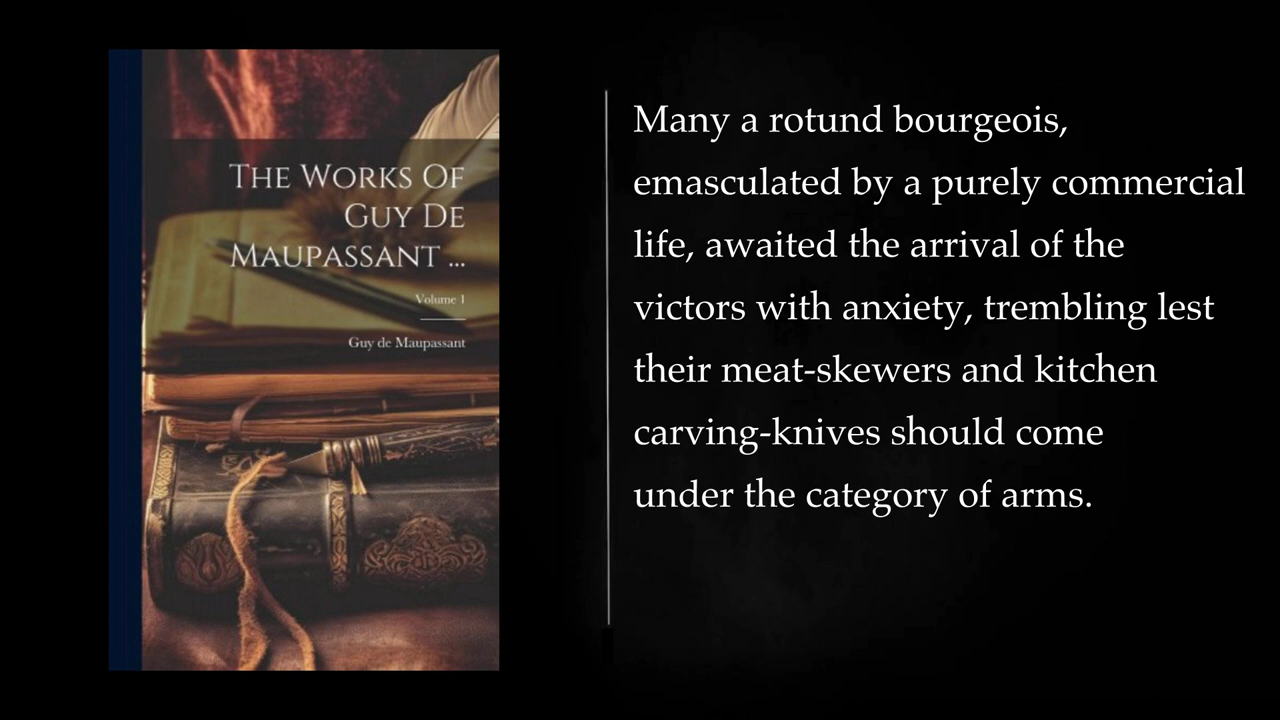 The Works Of
Guy De
Maupassant ...
Volume 1
Guy de Maupassant
Many a rotund bourgeois,
emasculated by a purely commercial
life, awaited the arrival of the
victors with anxiety, trembling lest
their meat-skewers and kitchen
carving-knives should come
under the category of arms.